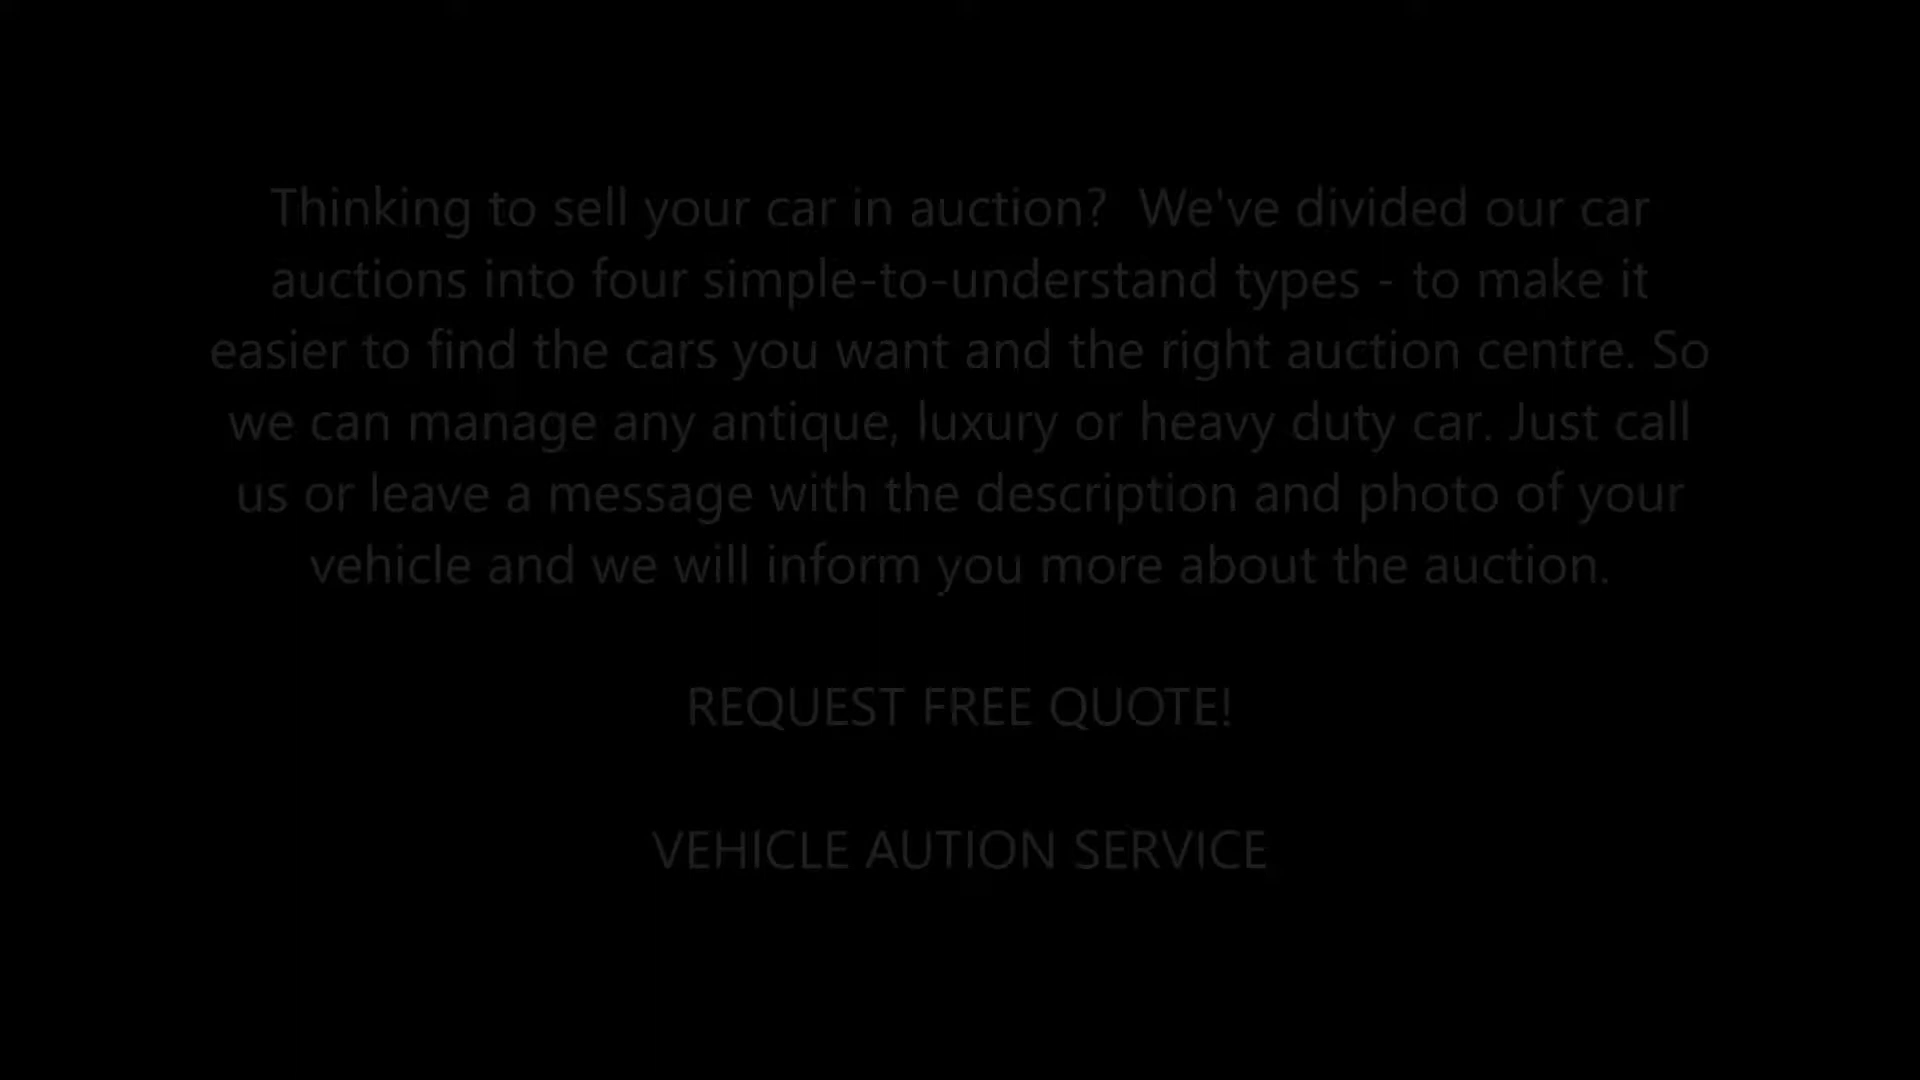 Thinking to sell your car in auction?  We've divided our car
auctions into four simple-to-understand types - to make it
easier to find the cars you want and the right auction centre. So
we can manage any antique, luxury or heavy duty car. Just call
us or leave a message with the description and photo of your
vehicle and we will inform you more about the auction.
REQUEST FREE QUOTE!
VEHICLE AUTION SERVICE